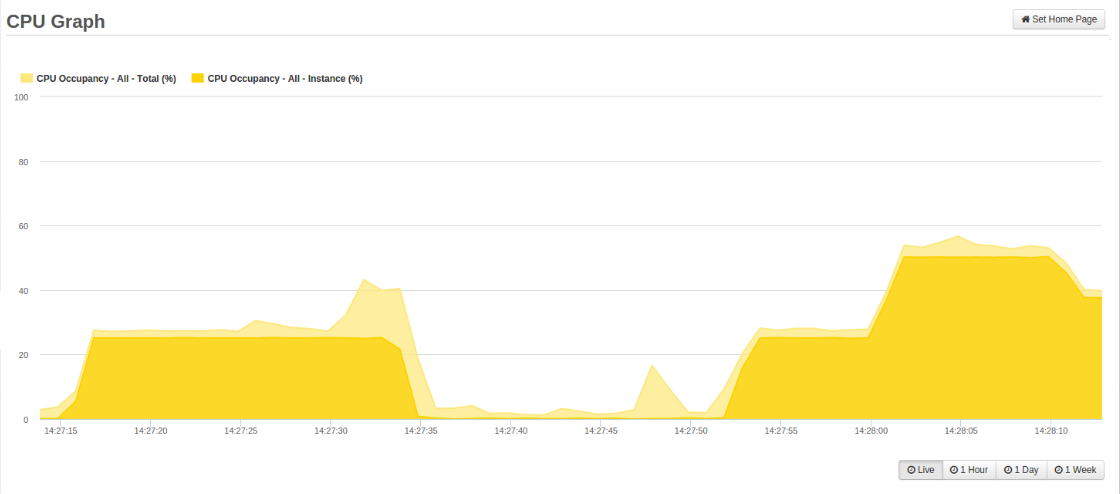 CPU Graph
Set Home Page
CPU Occupancy - All - Total (%) CPU Occupancy - All - Instance (%)
100
80
60
40
20
0
14:27:15 14:27:20 14:27:25 14:27:30 14:27:35 14:27:40 14:27:45 14:27:50 14:27:55 14:28:00 14:28:05 14:28:10
Live 1 Hour 1 Day 1 Week